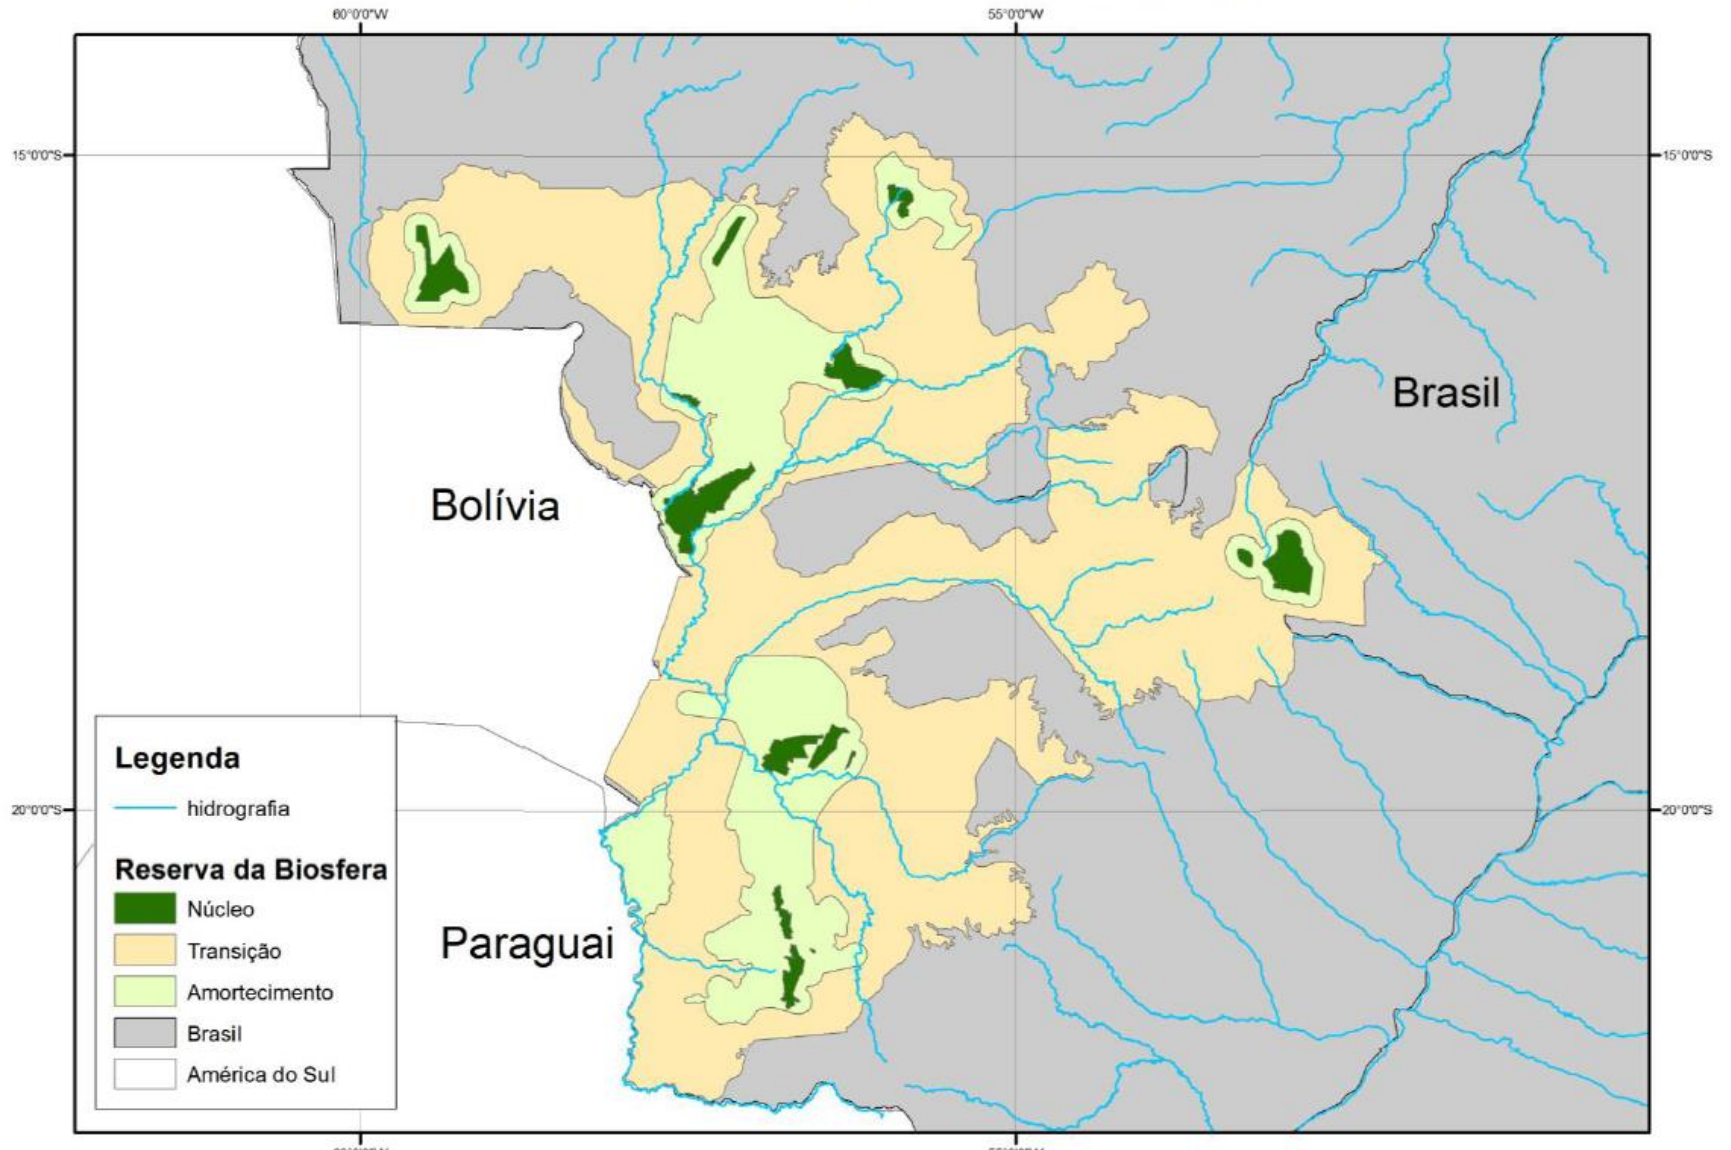 60°0'0"W
55°0'0"W
15°0'0"S
15°0'0"S
Brasil
Bolívia
Legenda
hidrografia
20°0'0"S
20°0'0"S
Reserva da Biosfera
Núcleo
Transição
Paraguai
Amortecimento
Brasil
América do Sul